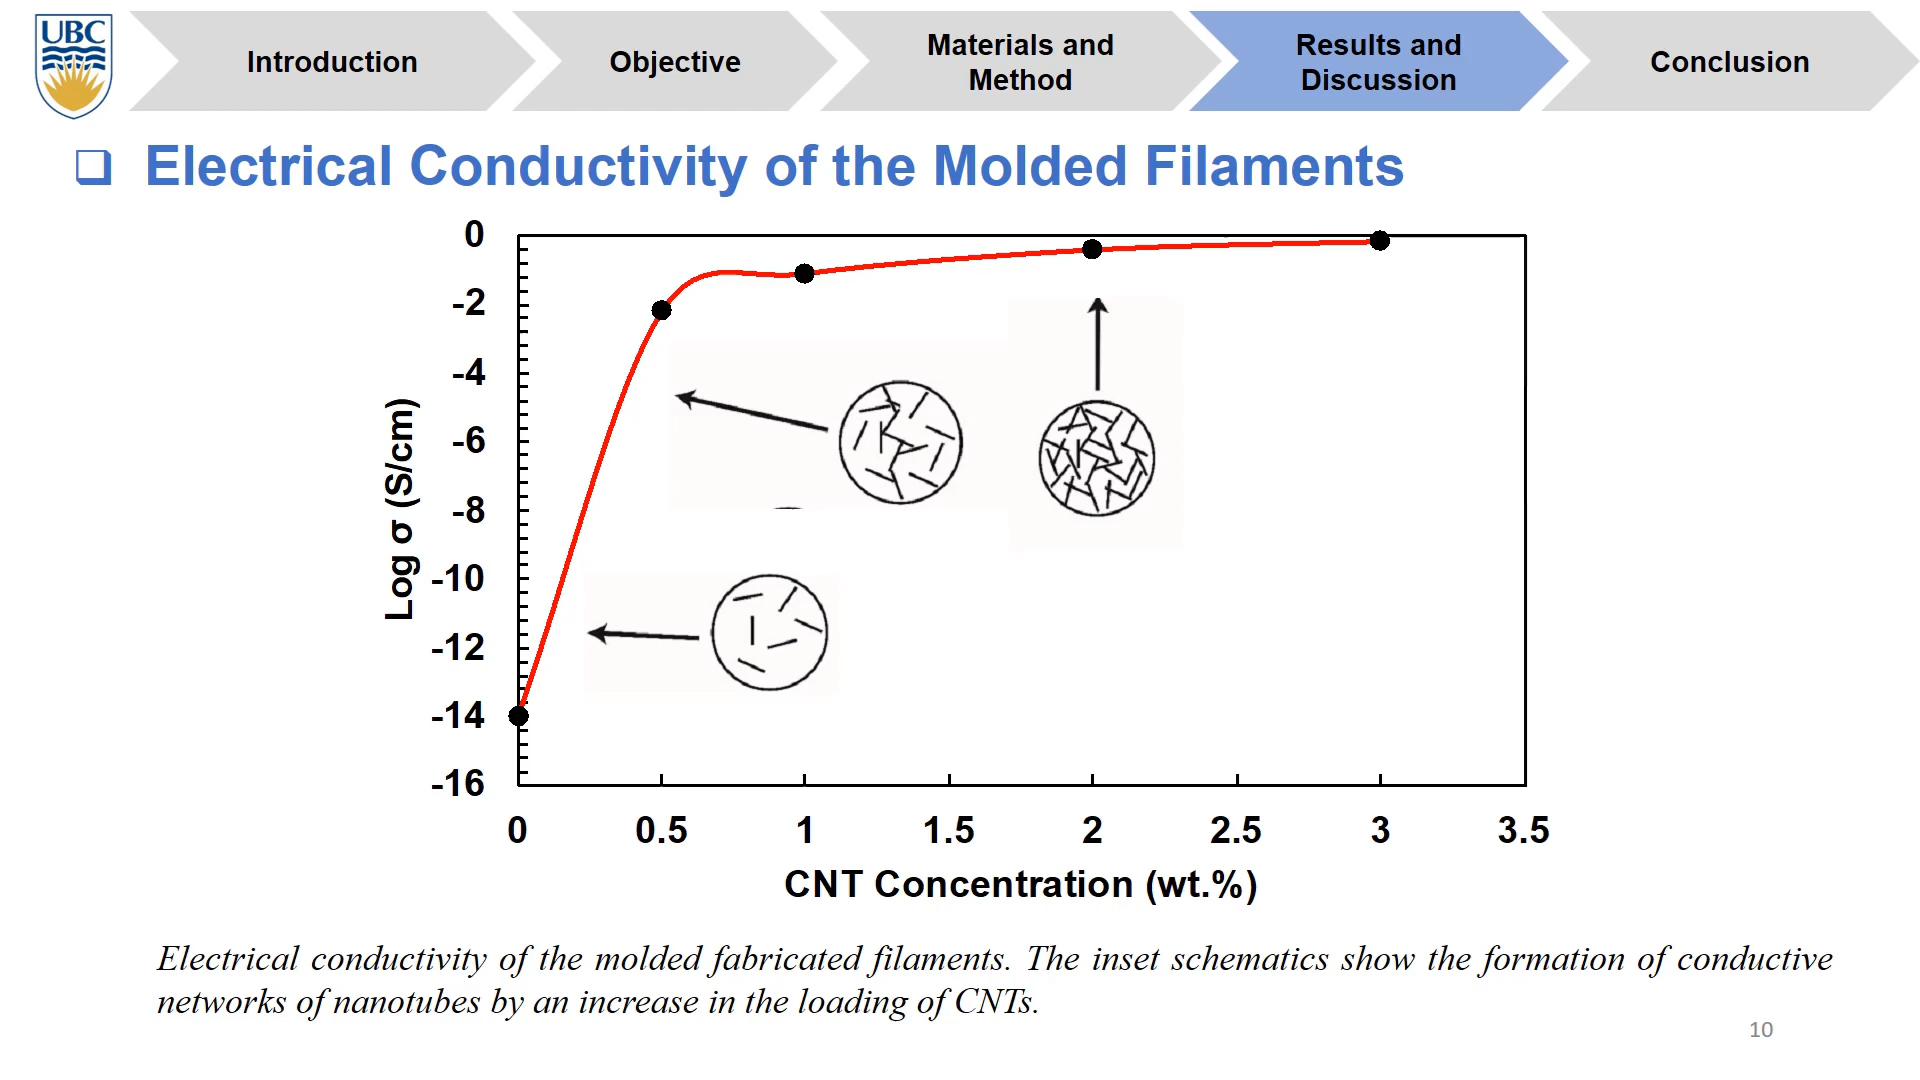 UBC
Introduction
Objective
Materials and
Method
Results and
Discussion
Conclusion
Electrical Conductivity of the Molded Filaments
0
-2
-4
-6
-8
-10
-12
-14
-16
Log σ (S/cm)
0 0.5 1 1.5 2 2.5 3 3.5
CNT Concentration (wt.%)
Electrical conductivity of the molded fabricated filaments. The inset schematics show the formation of conductive
networks of nanotubes by an increase in the loading of CNTs.
10